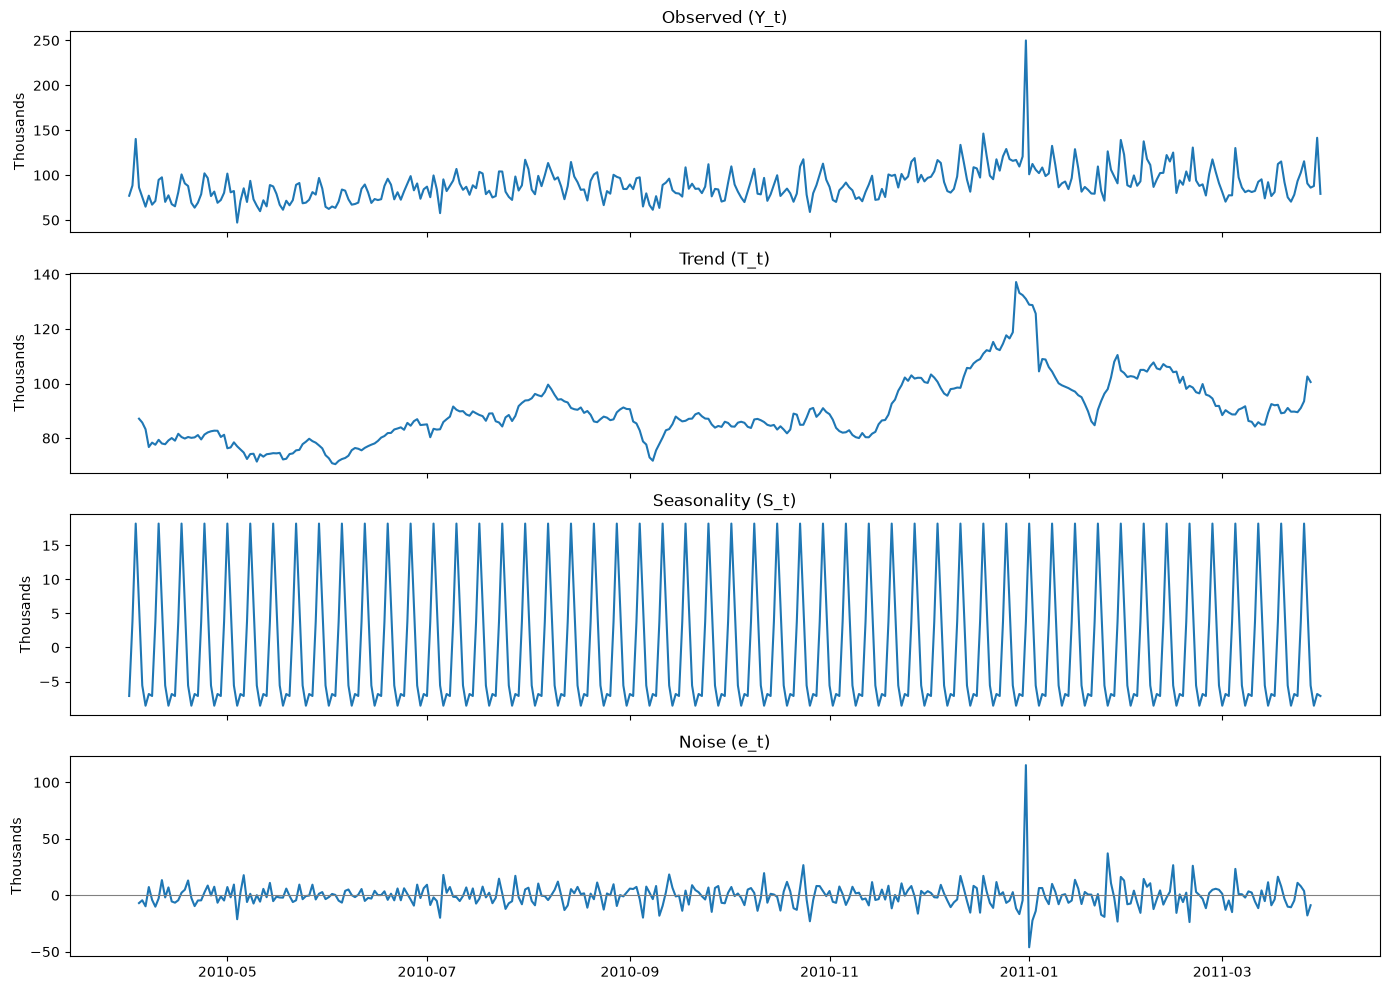 Observed (Y_t)
Thousands
250
200
150
100
50
Trend (T_t)
Thousands
140
120
100
80
Seasonality (S_t)
Thousands
15
10
5
0
−5
Noise (e_t)
Thousands
100
50
0
−50
2010-05 2010-07 2010-09 2010-11 2011-01 2011-03